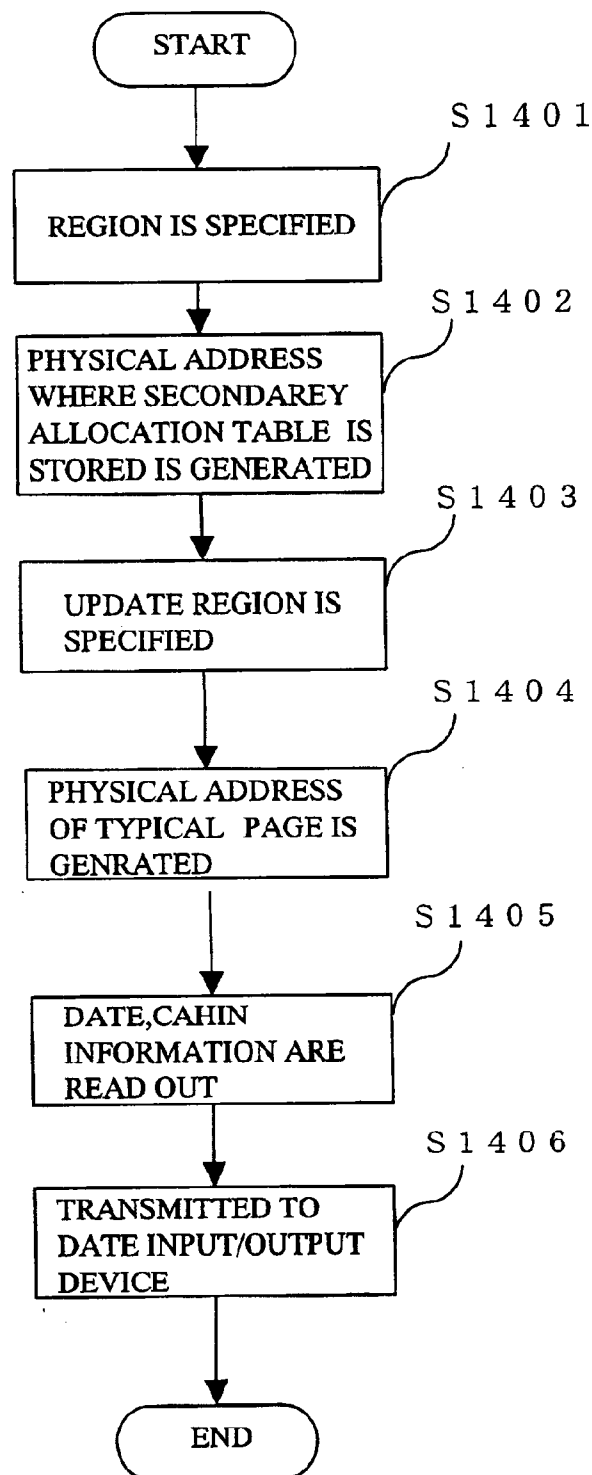 START
S1401
REGION IS SPECIFIED
S1402
PHYSICAL ADDRESS
WHERE SECONDAREY
ALLOCATION TABLE IS
STORED IS GENERATED
S1403
UPDATE REGION IS
SPECIFIED
S1404
PHYSICAL ADDRESS
OF TYPICAL PAGE IS
GENRATED
S1405
DATE,CAHIN
INFORMATION ARE
READ OUT
S1406
TRANSMITTED TO
DATE INPUT/OUTPUT
DEVICE
END